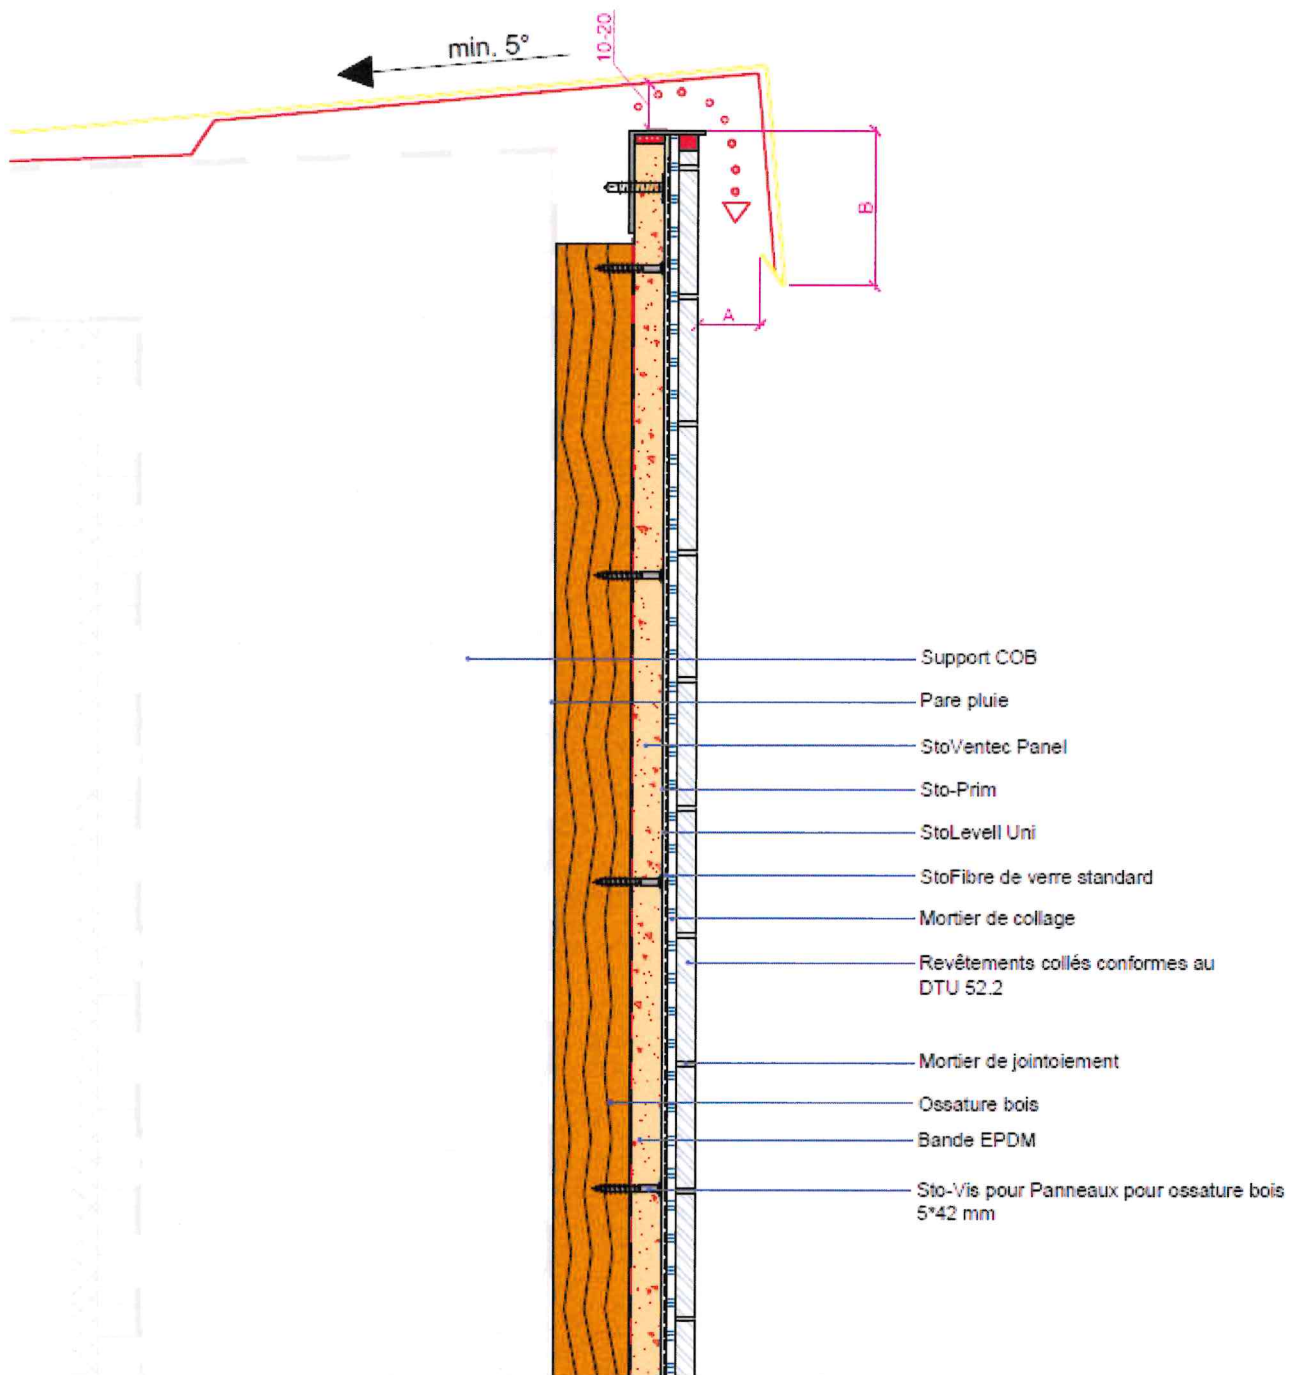 min. 5°
10-20
B
A
Support COB
Pare pluie
StoVentec Panel
Sto-Prim
StoLevell Uni
StoFibre de verre standard
Mortier de collage
Revêtements collés conformes au
DTU 52.2
Mortier de jointoiement
Ossature bois
Bande EPDM
Sto-Vis pour Panneaux pour ossature bois
5*42 mm